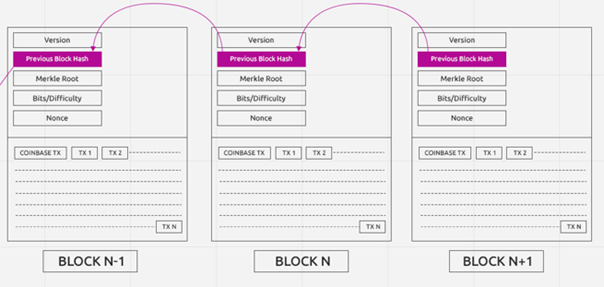 Version
Previous Block Hash
Merkle Root
Bits/Difficulty
Nonce
COINBASE TX TX 1 TX 2
TX N
BLOCK N-1
Version
Previous Block Hash
Merkle Root
Bits/Difficulty
Nonce
COINBASE TX TX 1 TX 2
TX N
BLOCK N
Version
Previous Block Hash
Merkle Root
Bits/Difficulty
Nonce
COINBASE TX TX 1 TX 2
TX N
BLOCK N+1